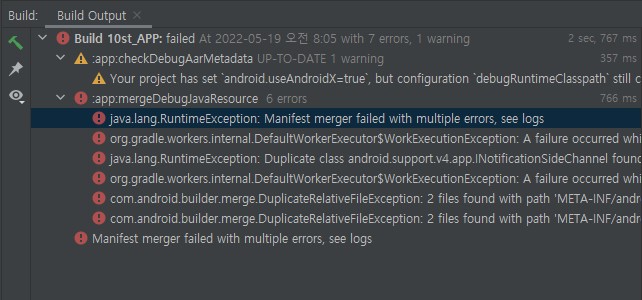 Build: Build Output ×
Build 10st_APP: failed At 2022-05-19 오전 8:05 with 7 errors, 1 warning 2 sec, 767 ms
:app:checkDebugAarMetadata UP-TO-DATE 1 warning 357 ms
Your project has set `android.useAndroidX=true`, but configuration `debugRuntimeClasspath` still c
:app:mergeDebugJavaResource 6 errors 766 ms
java.lang.RuntimeException: Manifest merger failed with multiple errors, see logs
org.gradle.workers.internal.DefaultWorkerExecutor$WorkExecutionException: A failure occurred whi
java.lang.RuntimeException: Duplicate class android.support.v4.app.INotificationSideChannel found
org.gradle.workers.internal.DefaultWorkerExecutor$WorkExecutionException: A failure occurred whi
com.android.builder.merge.DuplicateRelativeFileException: 2 files found with path 'META-INF/andr
com.android.builder.merge.DuplicateRelativeFileException: 2 files found with path 'META-INF/andr
Manifest merger failed with multiple errors, see logs